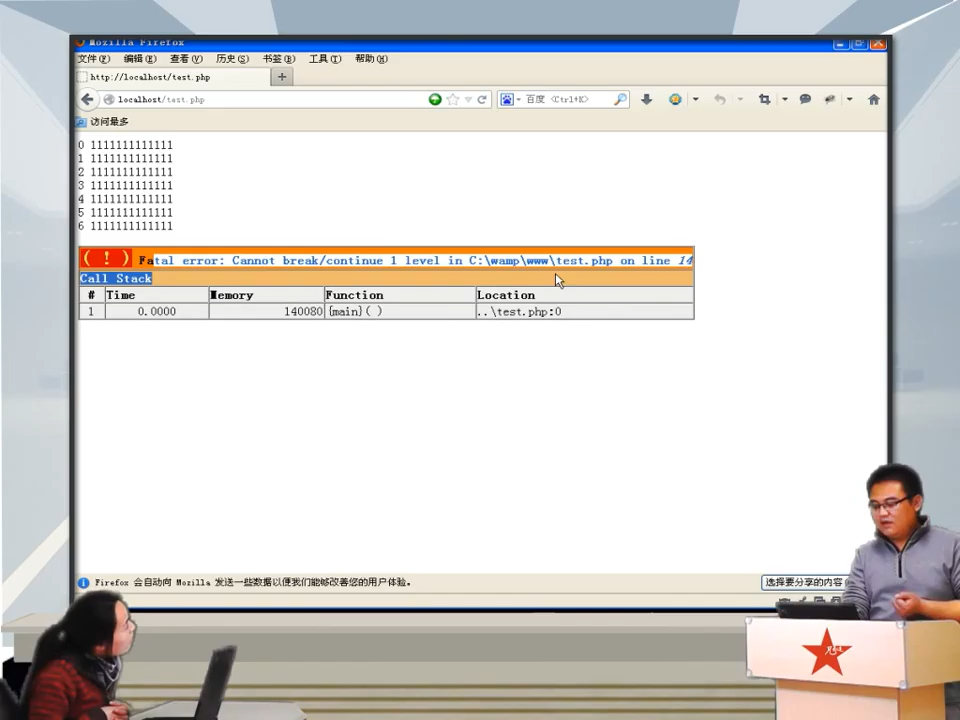 Mozilla Firefox
文件(F) 编辑(E) 查看(V) 历史(S) 书签(B) 工具(T) 帮助(H)
http://localhost/test.php +
localhost/test.php 百度 <Ctrl+K>
访问最多
0 1111111111111
1 1111111111111
2 1111111111111
3 1111111111111
4 1111111111111
5 1111111111111
6 1111111111111
( ! ) Fatal error: Cannot break/continue 1 level in C:\wamp\www\test.php on line 14
Call Stack
# Time Memory Function Location
1 0.0000 140080 {main}( ) ..\test.php:0
Firefox 会自动向 Mozilla 发送一些数据以便我们能够改善您的用户体验。 选择要分享的内容